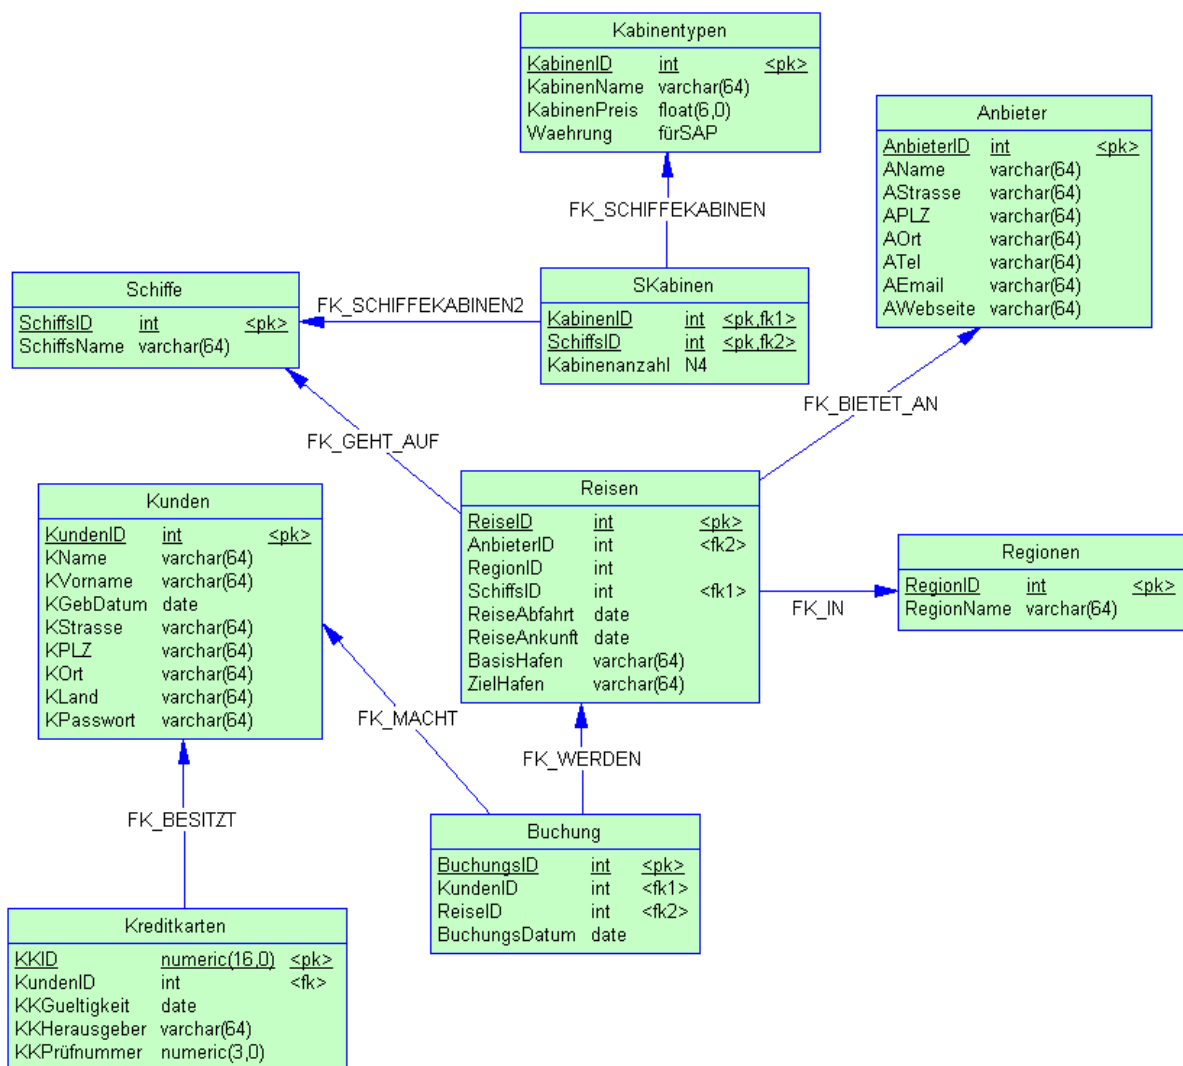 Kabinentypen
KabinenID int <pk>
KabinenName varchar(64)
KabinenPreis float(6,0)
Waehrung fürSAP
Anbieter
AnbieterID int <pk>
AName varchar(64)
AStrasse varchar(64)
APLZ varchar(64)
AOrt varchar(64)
ATel varchar(64)
AEmail varchar(64)
AWebseite varchar(64)
FK_SCHIFFEKABINEN
Schiffe
SchiffsID int <pk>
SchiffsName varchar(64)
FK_SCHIFFEKABINEN2
SKabinen
KabinenID int <pk,fk1>
SchiffsID int <pk,fk2>
Kabinenanzahl N4
FK_BIETET_AN
FK_GEHT_AUF
Kunden
KundenID int <pk>
KName varchar(64)
KVorname varchar(64)
KGebDatum date
KStrasse varchar(64)
KPLZ varchar(64)
KOrt varchar(64)
KLand varchar(64)
KPasswort varchar(64)
Reisen
ReiseID int <pk>
AnbieterID int <fk2>
RegionID int
SchiffsID int <fk1>
ReiseAbfahrt date
ReiseAnkunft date
BasisHafen varchar(64)
ZielHafen varchar(64)
FK_IN
Regionen
RegionID int <pk>
RegionName varchar(64)
FK_MACHT
FK_WERDEN
FK_BESITZT
Buchung
BuchungsID int <pk>
KundenID int <fk1>
ReiseID int <fk2>
BuchungsDatum date
Kreditkarten
KKID numeric(16,0) <pk>
KundenID int <fk>
KKGueltigkeit date
KKHerausgeber varchar(64)
KKPrüfnummer numeric(3,0)